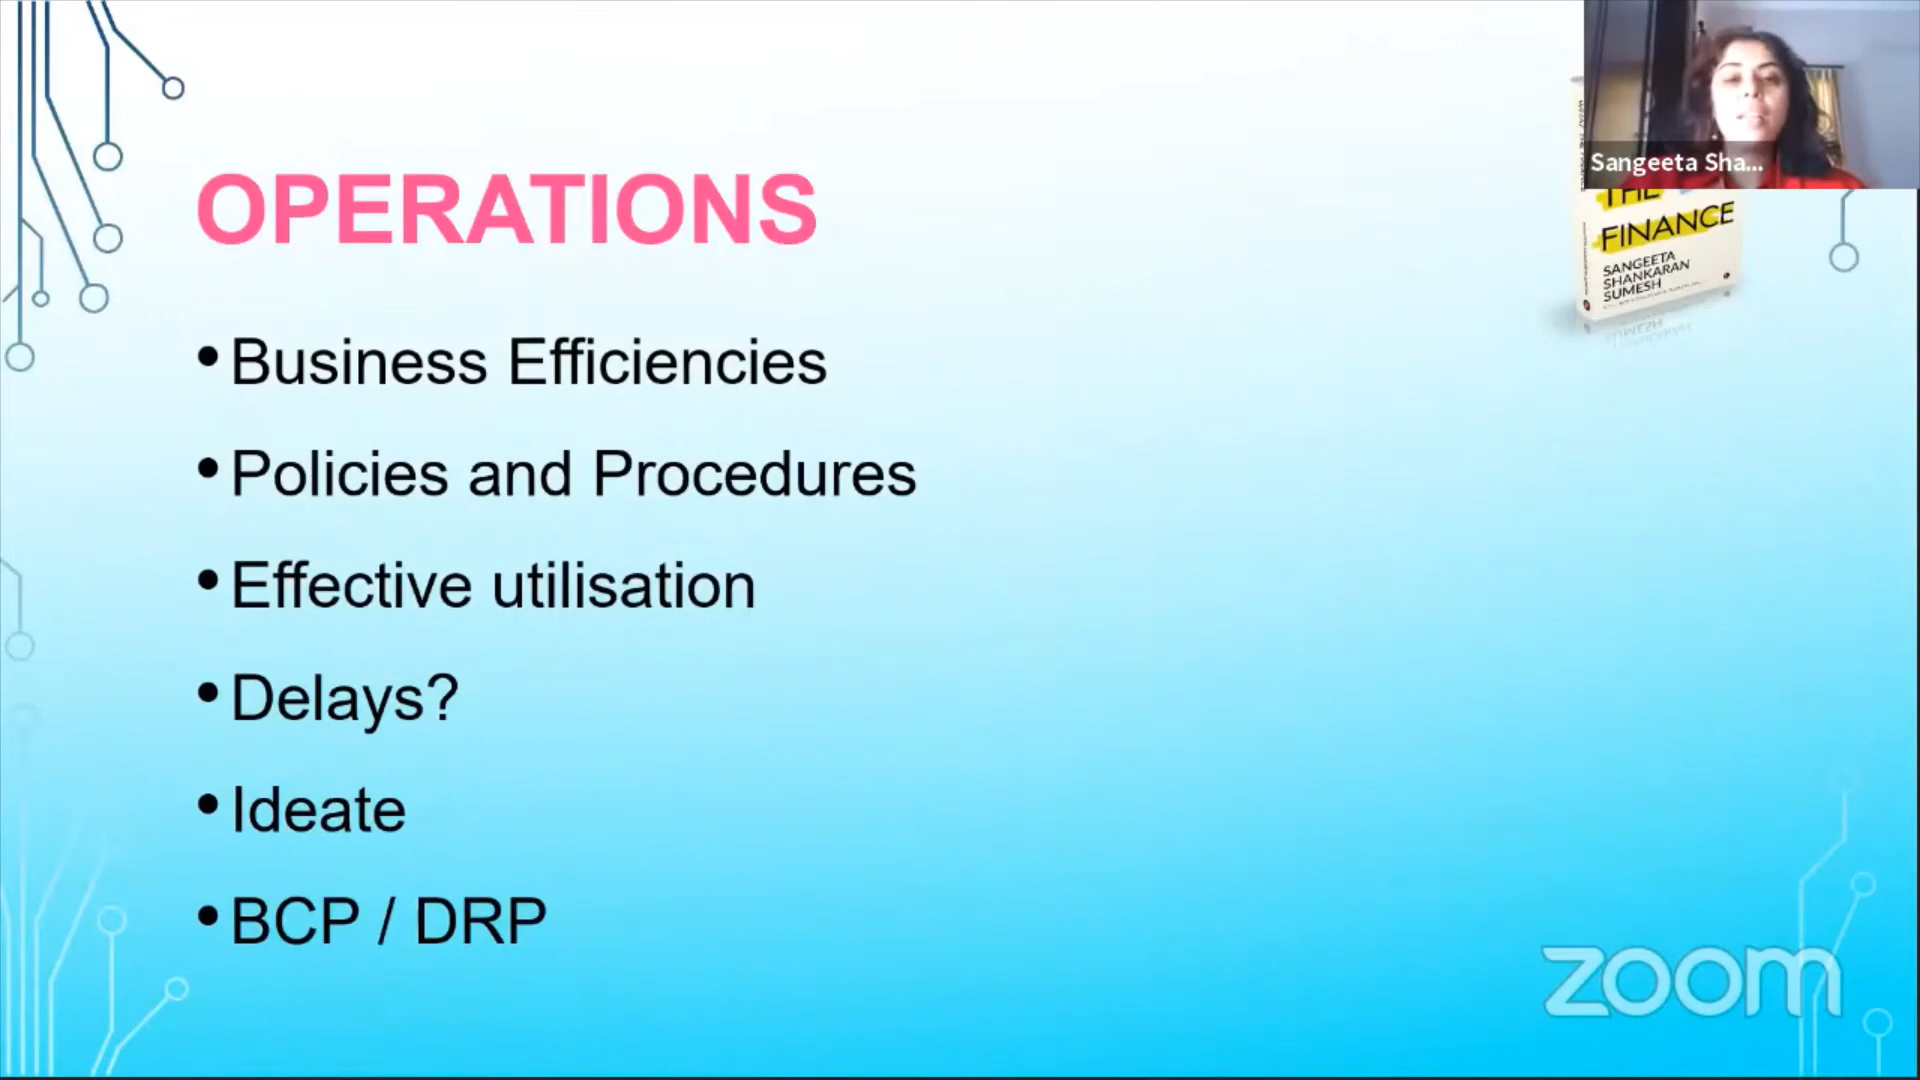 Sangeeta Sha...
OPERATIONS
THE
FINANCE
SANGEETA
SHANKARAN
SUMESH
• Business Efficiencies
• Policies and Procedures
• Effective utilisation
• Delays?
• Ideate
• BCP / DRP
zoom